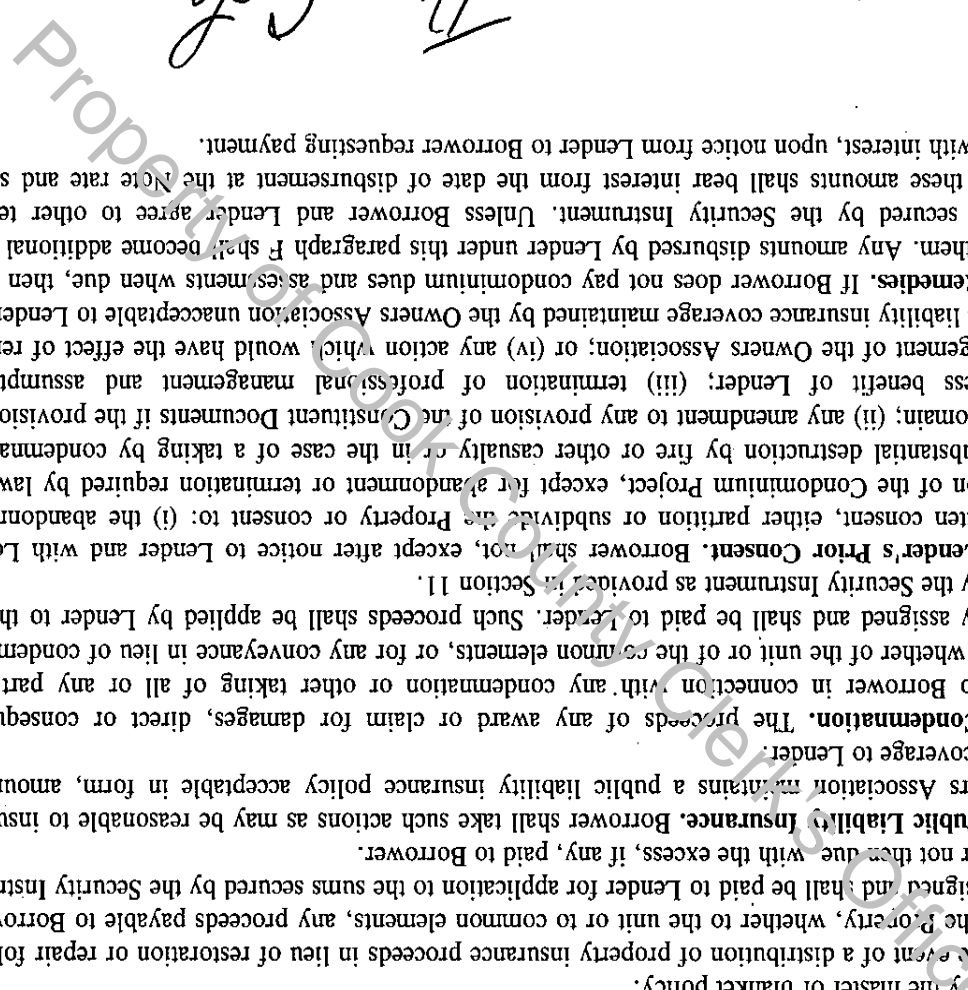 y the master or blanket policy.
e event of a distribution of property insurance proceeds in lieu of restoration or repair fol
he Property, whether to the unit or to common elements, any proceeds payable to Borro
signed and shall be paid to Lender for application to the sums secured by the Security Instr
r not then due, with the excess, if any, paid to Borrower.
ublic Liability Insurance. Borrower shall take such actions as may be reasonable to insu
rs Association maintains a public liability insurance policy acceptable in form, amou
coverage to Lender.
Condemnation. The proceeds of any award or claim for damages, direct or consequ
o Borrower in connection with any condemnation or other taking of all or any part
whether of the unit or of the common elements, or for any conveyance in lieu of condem
y assigned and shall be paid to Lender. Such proceeds shall be applied by Lender to th
y the Security Instrument as provided in Section 11.
ender's Prior Consent. Borrower shall not, except after notice to Lender and with Le
ten consent, either partition or subdivide the Property or consent to: (i) the abandonr
on of the Condominium Project, except for abandonment or termination required by law
ubstantial destruction by fire or other casualty or in the case of a taking by condemna
omain; (ii) any amendment to any provision of the Constituent Documents if the provisio
ess benefit of Lender; (iii) termination of professional management and assumpt
gement of the Owners Association; or (iv) any action which would have the effect of re
liability insurance coverage maintained by the Owners Association unacceptable to Lender
emedies. If Borrower does not pay condominium dues and assessments when due, then
them. Any amounts disbursed by Lender under this paragraph F shall become additional
secured by the Security Instrument. Unless Borrower and Lender agree to other te
these amounts shall bear interest from the date of disbursement at the Note rate and s
with interest, upon notice from Lender to Borrower requesting payment.
Property of Cook County Clerk's Office